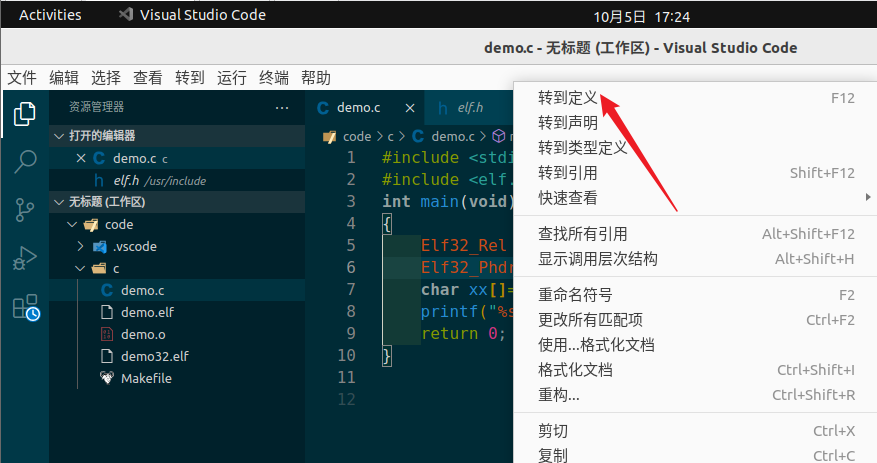 Activities Visual Studio Code 10月5日 17:24
demo.c - 无标题 (工作区) - Visual Studio Code
文件 编辑 选择 查看 转到 运行 终端 帮助
资源管理器 ···
打开的编辑器
demo.c c
h elf.h /usr/include
无标题 (工作区)
code
.vscode
c
C demo.c
demo.elf
demo.o
demo32.elf
Makefile
C demo.c × h elf.h
code > c > C demo.c >
1 #include <stdi
2 #include <elf.
3 int main(void)
4 {
5 Elf32_Rel
6 Elf32_Phdr
7 char xx[]=
8 printf("%s
9 return 0;
10 }
11
12
转到定义 F12
转到声明
转到类型定义
转到引用 Shift+F12
快速查看
查找所有引用 Alt+Shift+F12
显示调用层次结构 Alt+Shift+H
重命名符号 F2
更改所有匹配项 Ctrl+F2
使用...格式化文档
格式化文档 Ctrl+Shift+I
重构... Ctrl+Shift+R
剪切 Ctrl+X
复制 Ctrl+C